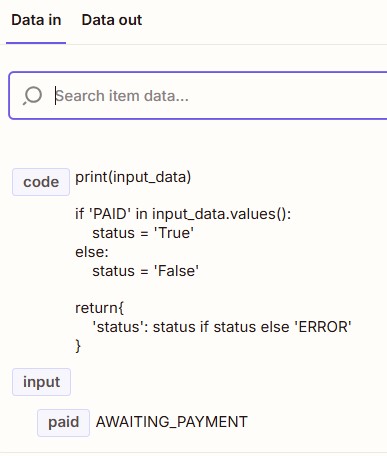 Data in Data out
Search item data...
code print(input_data)
if 'PAID' in input_data.values():
    status = 'True'
else:
    status = 'False'
return{
    'status': status if status else 'ERROR'
}
input
paid AWAITING_PAYMENT